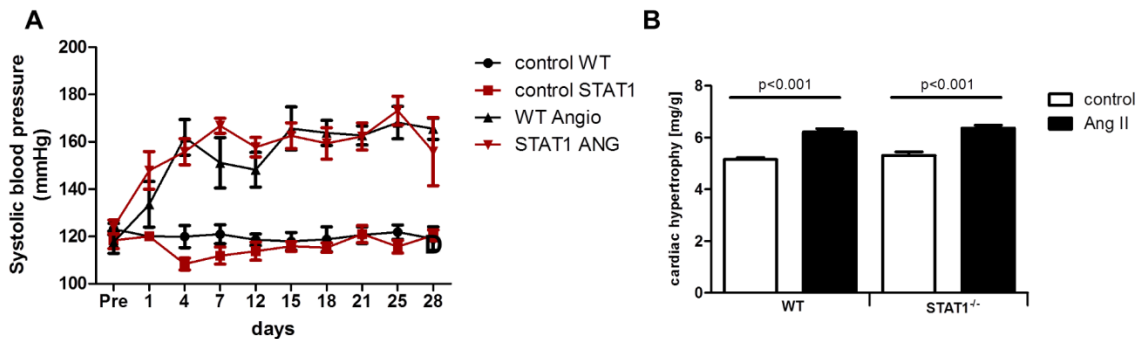 A
Systolic blood pressure
(mmHg)
200
180
160
140
120
100
Pre 1 4 7 12 15 18 21 25 28
days
control WT
control STAT1
WT Angio
STAT1 ANG
B
cardiac hypertrophy [mg/g]
8
6
4
2
0
p<0.001 p<0.001
WT STAT1-/-
control
Ang II